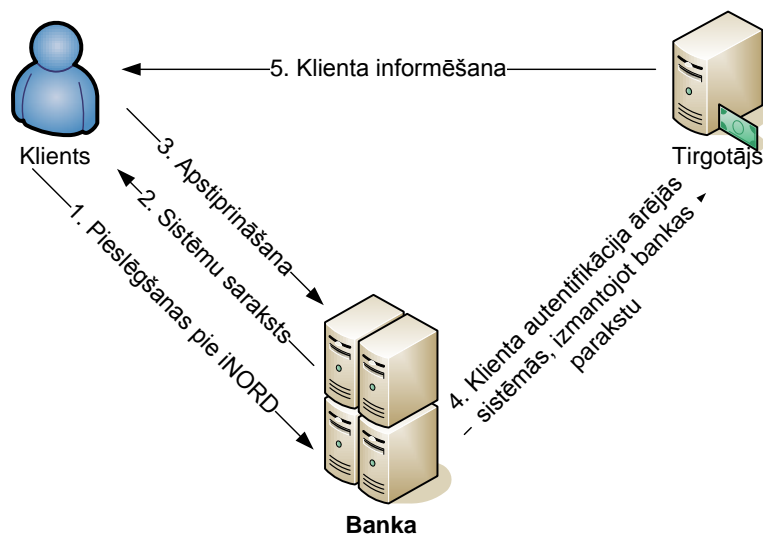 5. Klienta informēšana
Klients
Tirgotājs
3. Apstiprināšana
2. Sistēmu saraksts
1. Pieslēgšanas pie iNORD
4. Klienta autentifikācija ārējās
sistēmās, izmantojot bankas
parakstu
Banka